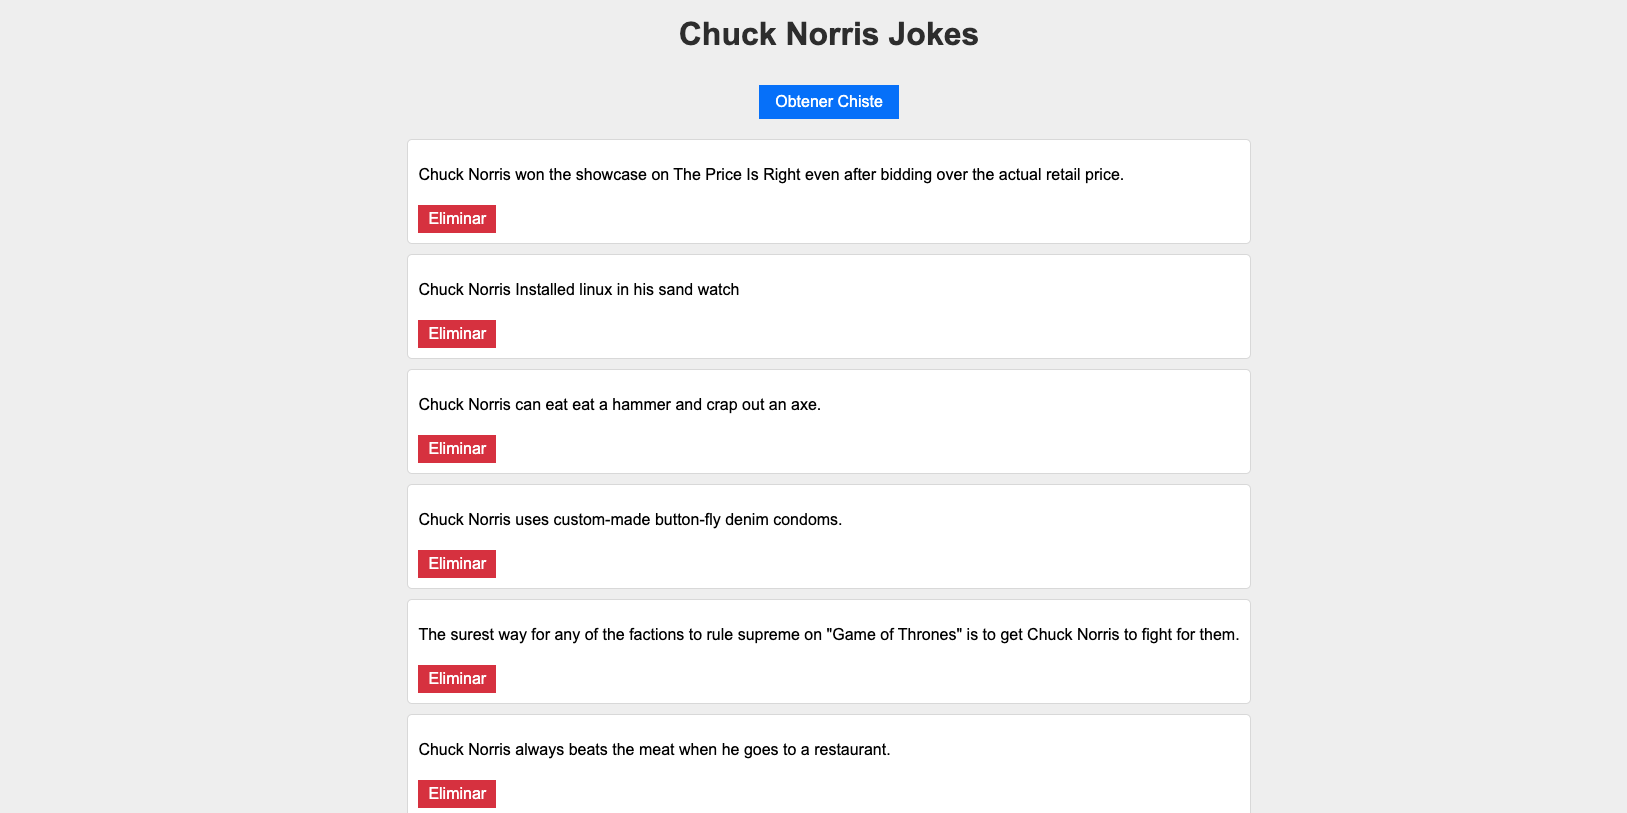 Chuck Norris Jokes
Obtener Chiste
Chuck Norris won the showcase on The Price Is Right even after bidding over the actual retail price.
Eliminar
Chuck Norris Installed linux in his sand watch
Eliminar
Chuck Norris can eat eat a hammer and crap out an axe.
Eliminar
Chuck Norris uses custom-made button-fly denim condoms.
Eliminar
The surest way for any of the factions to rule supreme on "Game of Thrones" is to get Chuck Norris to fight for them.
Eliminar
Chuck Norris always beats the meat when he goes to a restaurant.
Eliminar